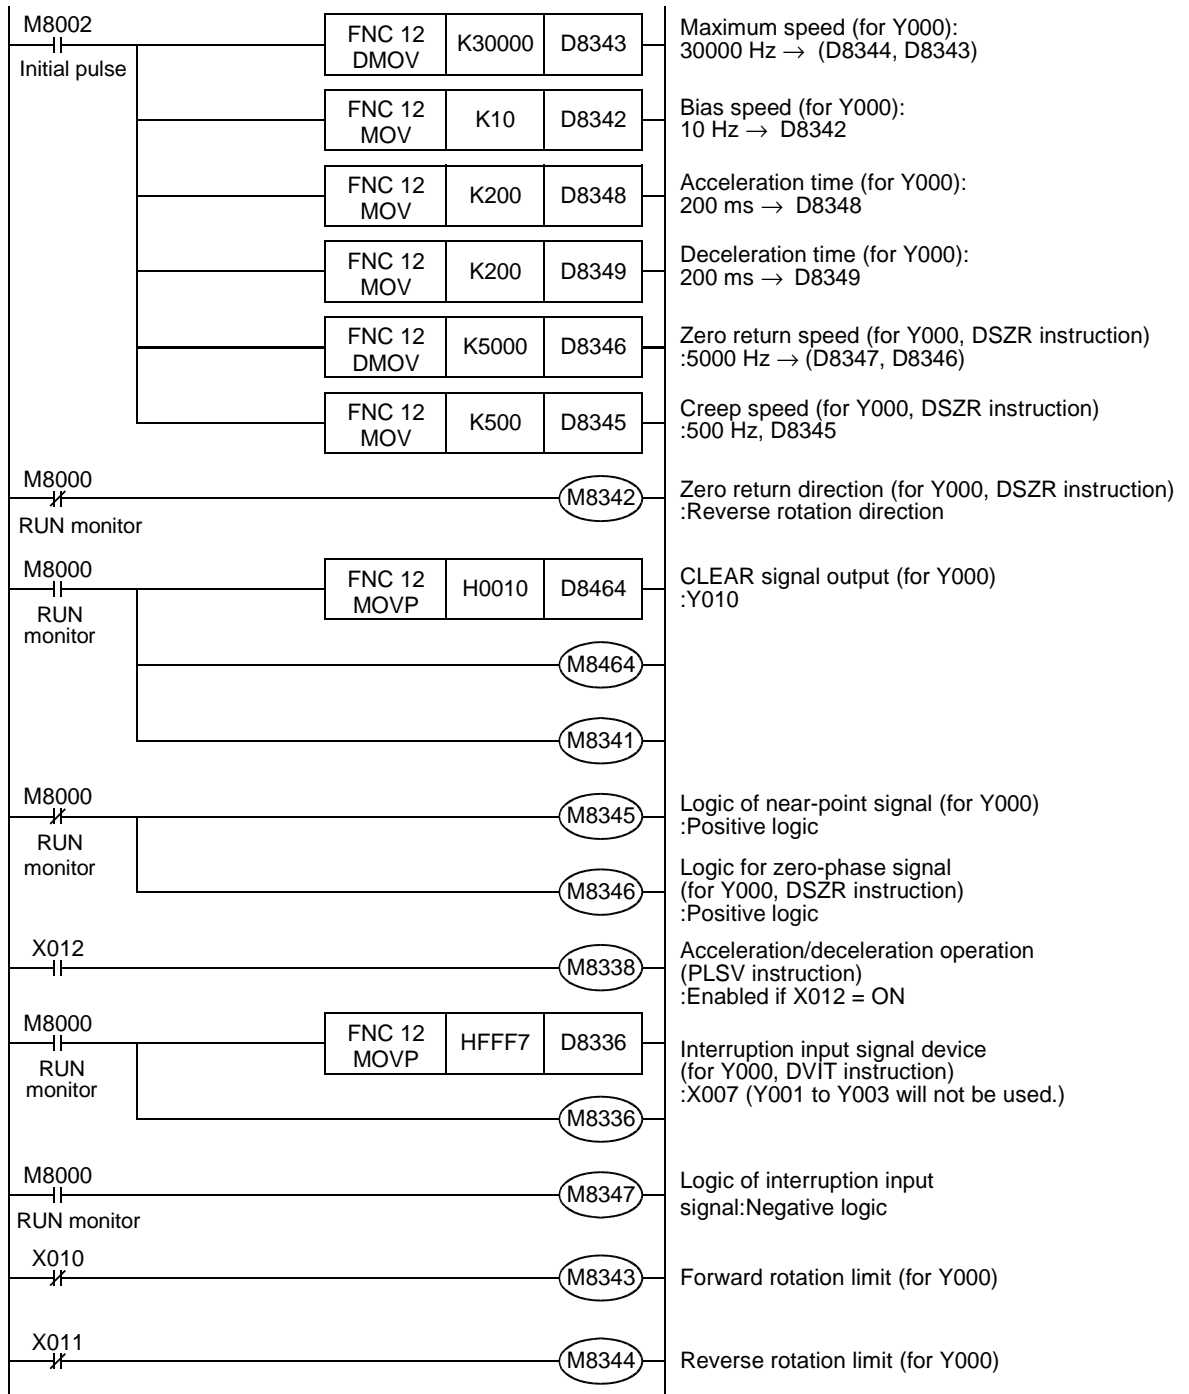 M8002
Initial pulse
FNC 12
DMOV
K30000
D8343
Maximum speed (for Y000):
30000 Hz → (D8344, D8343)
FNC 12
MOV
K10
D8342
Bias speed (for Y000):
10 Hz → D8342
FNC 12
MOV
K200
D8348
Acceleration time (for Y000):
200 ms → D8348
FNC 12
MOV
K200
D8349
Deceleration time (for Y000):
200 ms → D8349
FNC 12
DMOV
K5000
D8346
Zero return speed (for Y000, DSZR instruction)
:5000 Hz → (D8347, D8346)
FNC 12
MOV
K500
D8345
Creep speed (for Y000, DSZR instruction)
:500 Hz, D8345
M8000
RUN monitor
M8342
Zero return direction (for Y000, DSZR instruction)
:Reverse rotation direction
M8000
RUN
monitor
FNC 12
MOVP
H0010
D8464
CLEAR signal output (for Y000)
:Y010
M8464
M8341
M8000
RUN
monitor
M8345
Logic of near-point signal (for Y000)
:Positive logic
M8346
Logic for zero-phase signal
(for Y000, DSZR instruction)
:Positive logic
X012
M8338
Acceleration/deceleration operation
(PLSV instruction)
:Enabled if X012 = ON
M8000
RUN
monitor
FNC 12
MOVP
HFFF7
D8336
Interruption input signal device
(for Y000, DVIT instruction)
:X007 (Y001 to Y003 will not be used.)
M8336
M8000
RUN monitor
M8347
Logic of interruption input
signal:Negative logic
X010
M8343
Forward rotation limit (for Y000)
X011
M8344
Reverse rotation limit (for Y000)